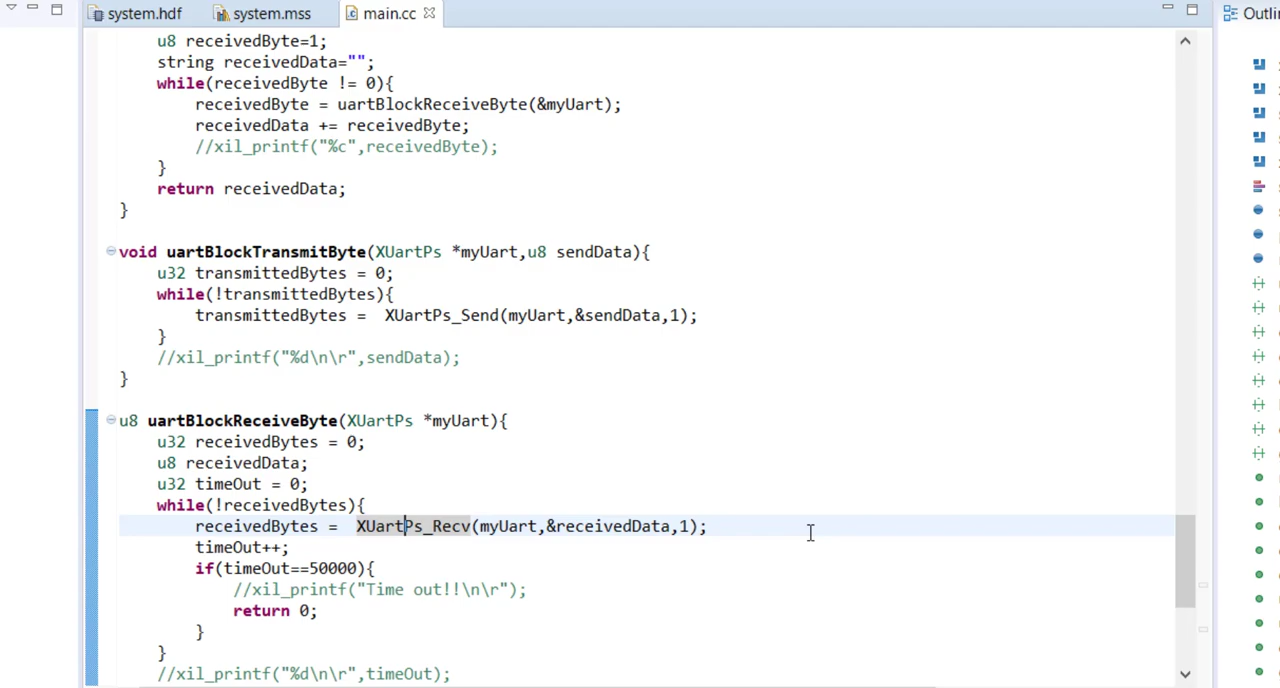 system.hdf system.mss main.cc Outli
u8 receivedByte=1;
string receivedData="";
while(receivedByte != 0){
receivedByte = uartBlockReceiveByte(&myUart);
receivedData += receivedByte;
//xil_printf("%c",receivedByte);
}
return receivedData;
}
void uartBlockTransmitByte(XUartPs *myUart,u8 sendData){
u32 transmittedBytes = 0;
while(!transmittedBytes){
transmittedBytes =  XUartPs_Send(myUart,&sendData,1);
}
//xil_printf("%d\n\r",sendData);
}
u8 uartBlockReceiveByte(XUartPs *myUart){
u32 receivedBytes = 0;
u8 receivedData;
u32 timeOut = 0;
while(!receivedBytes){
receivedBytes =  XUartPs_Recv(myUart,&receivedData,1);
timeOut++;
if(timeOut==50000){
//xil_printf("Time out!!\n\r");
return 0;
}
}
//xil_printf("%d\n\r",timeOut);